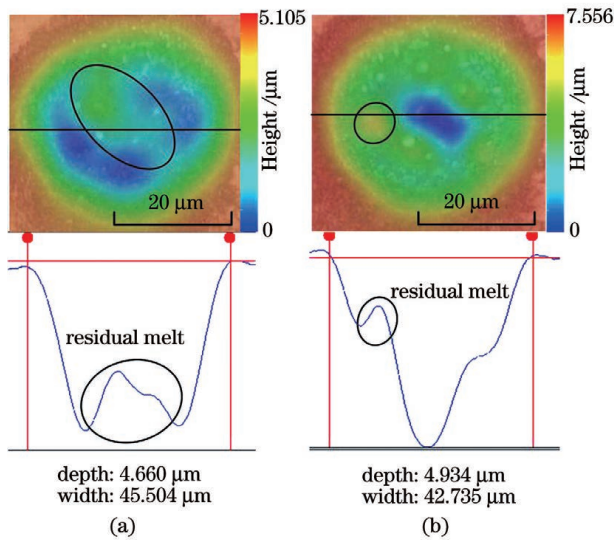 5.105
Height /μm
0
20 μm
7.556
Height /μm
0
20 μm
residual melt
depth: 4.660 μm
width: 45.504 μm
(a)
residual melt
depth: 4.934 μm
width: 42.735 μm
(b)